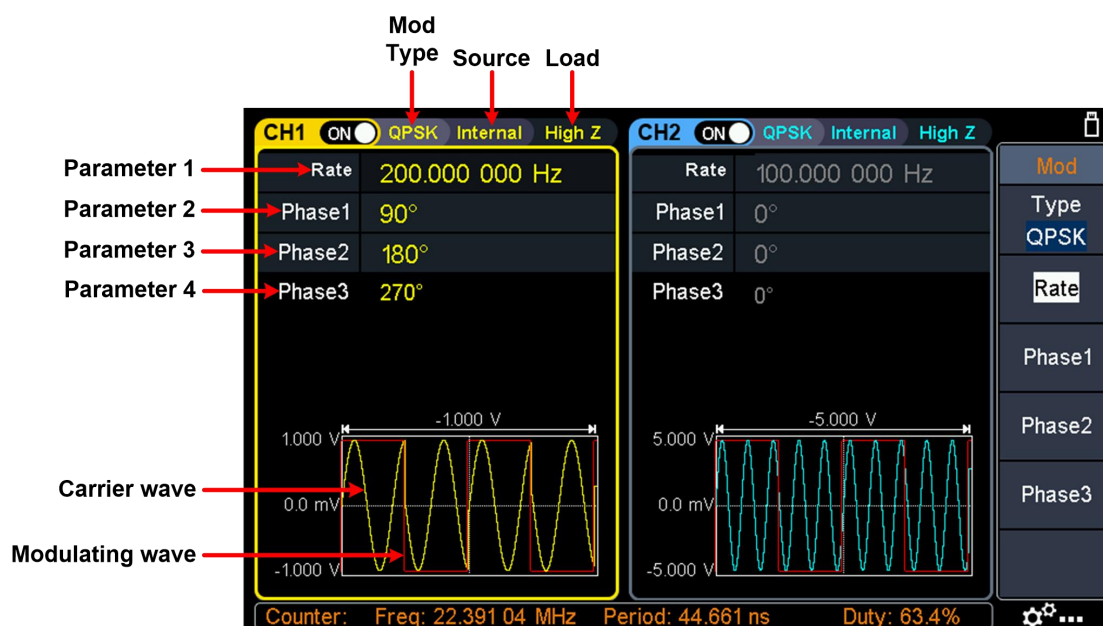 Mod
Type Source Load
CH1 ON QPSK Internal High Z
CH2 ON QPSK Internal High Z
Parameter 1 Rate 200.000 000 Hz
Parameter 2 Phase1 90°
Parameter 3 Phase2 180°
Parameter 4 Phase3 270°
Rate 100.000 000 Hz
Phase1 0°
Phase2 0°
Phase3 0°
Mod
Type
QPSK
Rate
Phase1
Phase2
Phase3
-1.000 V
1.000 V
Carrier wave
0.0 mV
Modulating wave
-1.000 V
-5.000 V
5.000 V
0.0 mV
-5.000 V
Counter: Freq: 22.391 04 MHz Period: 44.661 ns Duty: 63.4%